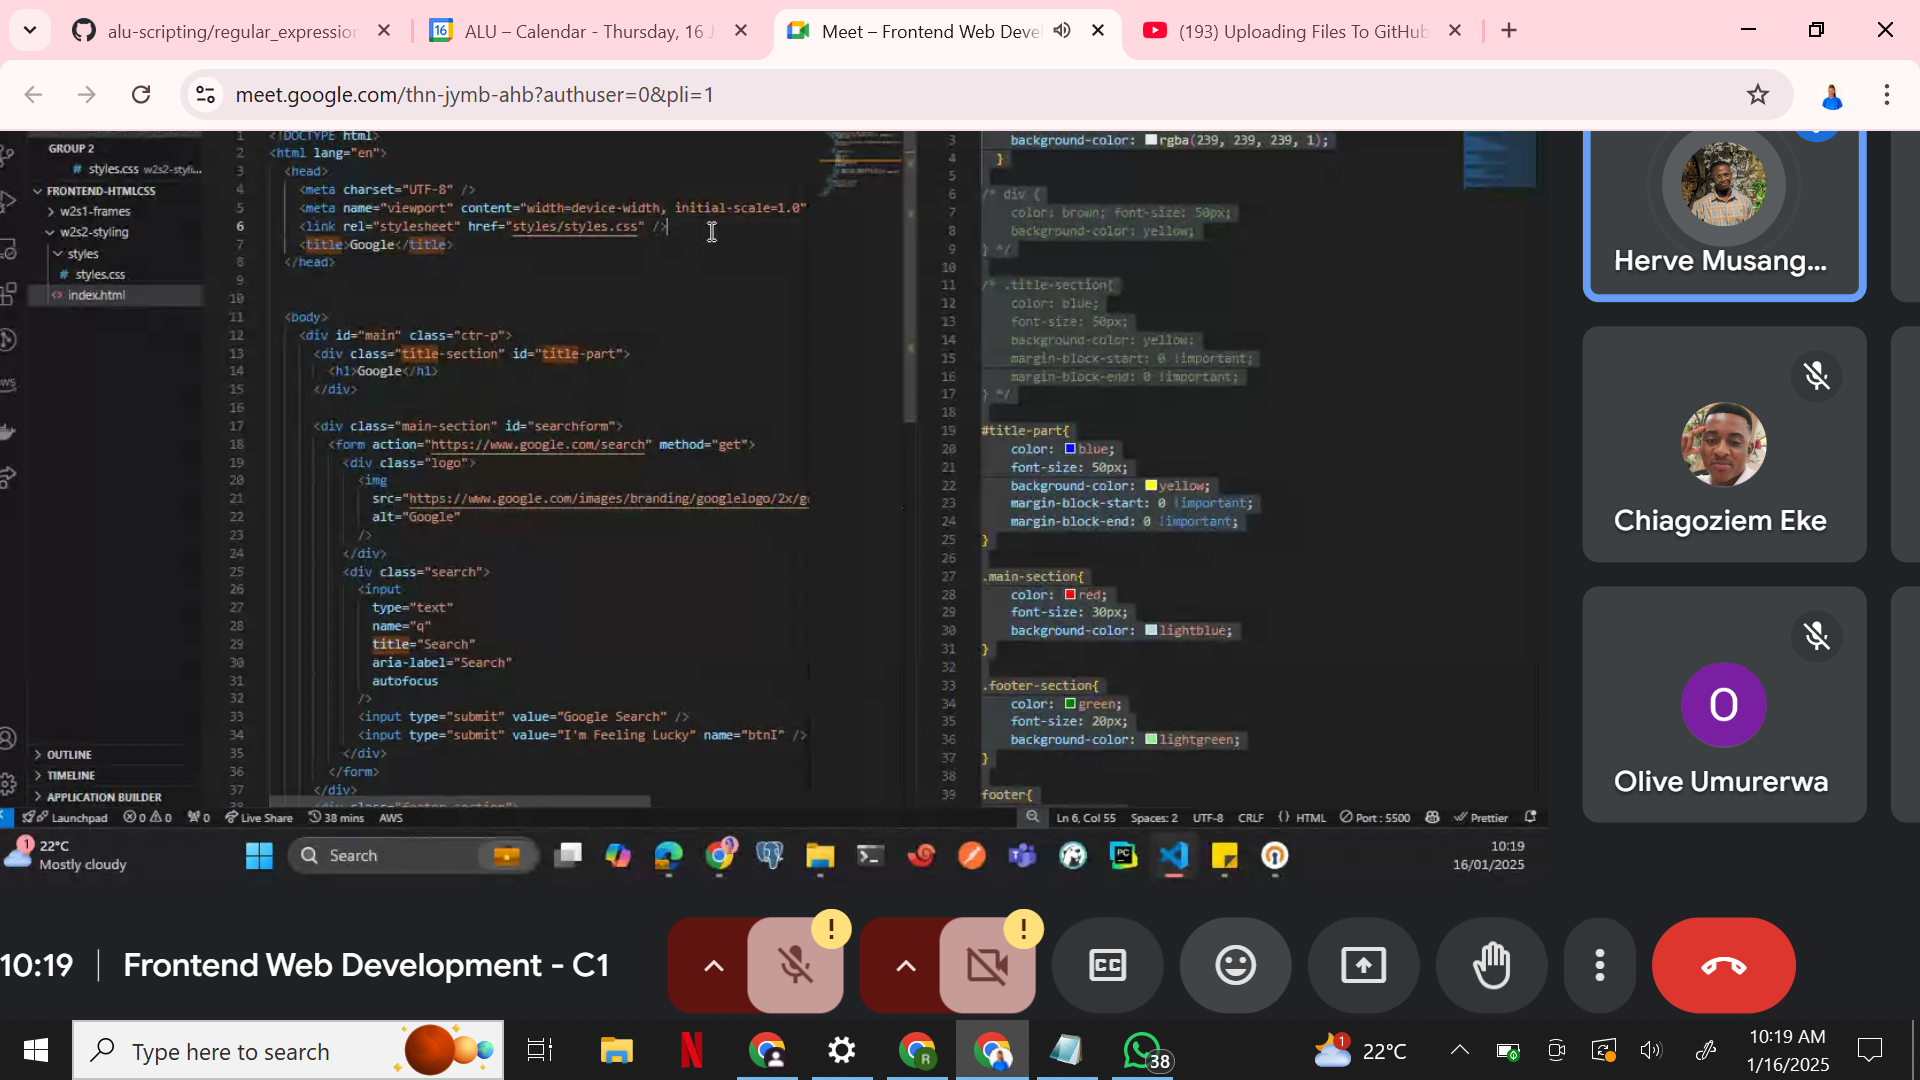 alu-scripting/regular_expression
ALU – Calendar - Thursday, 16 J
Meet – Frontend Web Deve
(193) Uploading Files To GitHub
meet.google.com/thn-jymb-ahb?authuser=0&pli=1
GROUP 2
# styles.css w2s2-styli...
FRONTEND-HTMLCSS
w2s1-frames
w2s2-styling
styles
# styles.css
<> index.html
OUTLINE
TIMELINE
APPLICATION BUILDER
1 <!DOCTYPE html>
2 <html lang="en">
3 <head>
4 <meta charset="UTF-8" />
5 <meta name="viewport" content="width=device-width, initial-scale=1.0"
6 <link rel="stylesheet" href="styles/styles.css" />
7 <title>Google</title>
8 </head>
9
10
11 <body>
12 <div id="main" class="ctr-p">
13 <div class="title-section" id="title-part">
14 <h1>Google</h1>
15 </div>
16
17 <div class="main-section" id="searchform">
18 <form action="https://www.google.com/search" method="get">
19 <div class="logo">
20 <img
21 src="https://www.google.com/images/branding/googlelogo/2x/g
22 alt="Google"
23 />
24 </div>
25 <div class="search">
26 <input
27 type="text"
28 name="q"
29 title="Search"
30 aria-label="Search"
31 autofocus
32 />
33 <input type="submit" value="Google Search" />
34 <input type="submit" value="I'm Feeling Lucky" name="btnI" />
35 </div>
36 </form>
37 </div>
38 <div class="footer-section">
3 background-color: rgba(239, 239, 239, 1);
4 }
5
6 /* div {
7 color: brown; font-size: 50px;
8 background-color: yellow;
9 } */
10
11 /* .title-section{
12 color: blue;
13 font-size: 50px;
14 background-color: yellow;
15 margin-block-start: 0 !important;
16 margin-block-end: 0 !important;
17 } */
18
19 #title-part{
20 color: blue;
21 font-size: 50px;
22 background-color: yellow;
23 margin-block-start: 0 !important;
24 margin-block-end: 0 !important;
25 }
26
27 .main-section{
28 color: red;
29 font-size: 30px;
30 background-color: lightblue;
31 }
32
33 .footer-section{
34 color: green;
35 font-size: 20px;
36 background-color: lightgreen;
37 }
38
39 footer{
Launchpad 0 0 0 Live Share 38 mins AWS
Ln 6, Col 55 Spaces: 2 UTF-8 CRLF {} HTML Port : 5500 Prettier
1
22°C
Mostly cloudy
Search
10:19
16/01/2025
Herve Musang...
Chiagoziem Eke
O
Olive Umurerwa
10:19 | Frontend Web Development - C1
!
!
CC
Type here to search
38
1
22°C
10:19 AM
1/16/2025